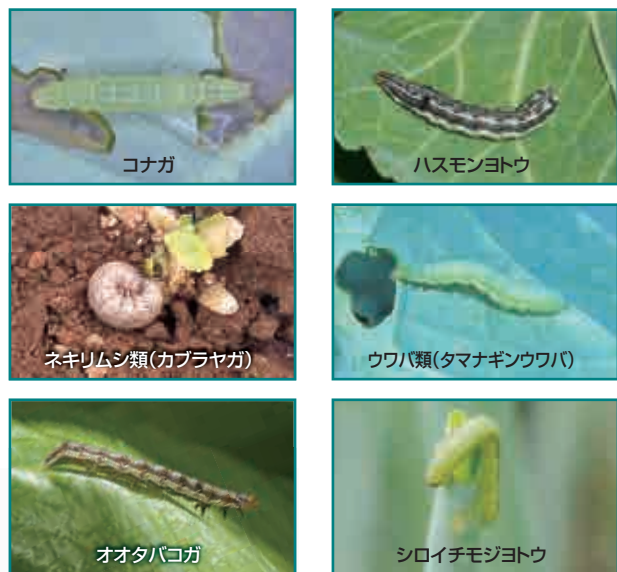 コナガ
ハスモンヨトウ
ネキリムシ類(カブラヤガ)
ウワバ類(タマナギンウワバ)
オオタバコガ
シロイチモジヨトウ